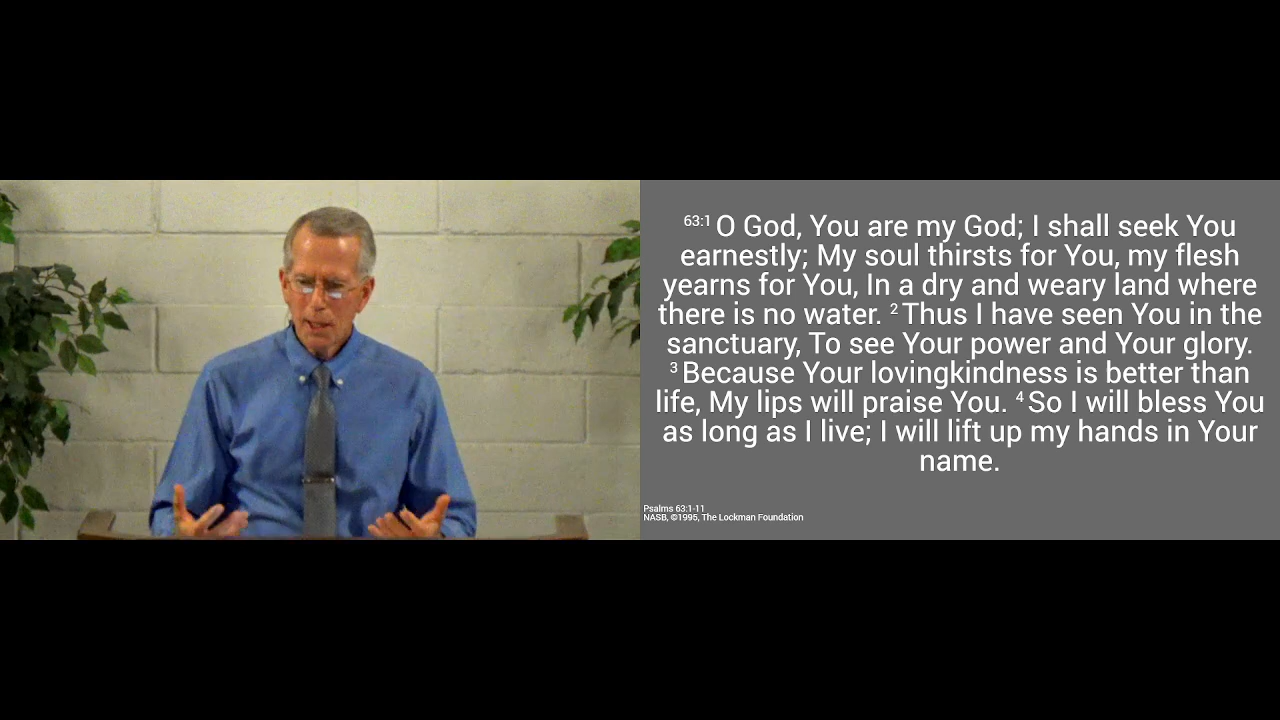 63:1 O God, You are my God; I shall seek You
earnestly; My soul thirsts for You, my flesh
yearns for You, In a dry and weary land where
there is no water. 2 Thus I have seen You in the
sanctuary, To see Your power and Your glory.
3 Because Your lovingkindness is better than
life, My lips will praise You. 4 So I will bless You
as long as I live; I will lift up my hands in Your
name.
Psalms 63:1-11
NASB, ©1995, The Lockman Foundation